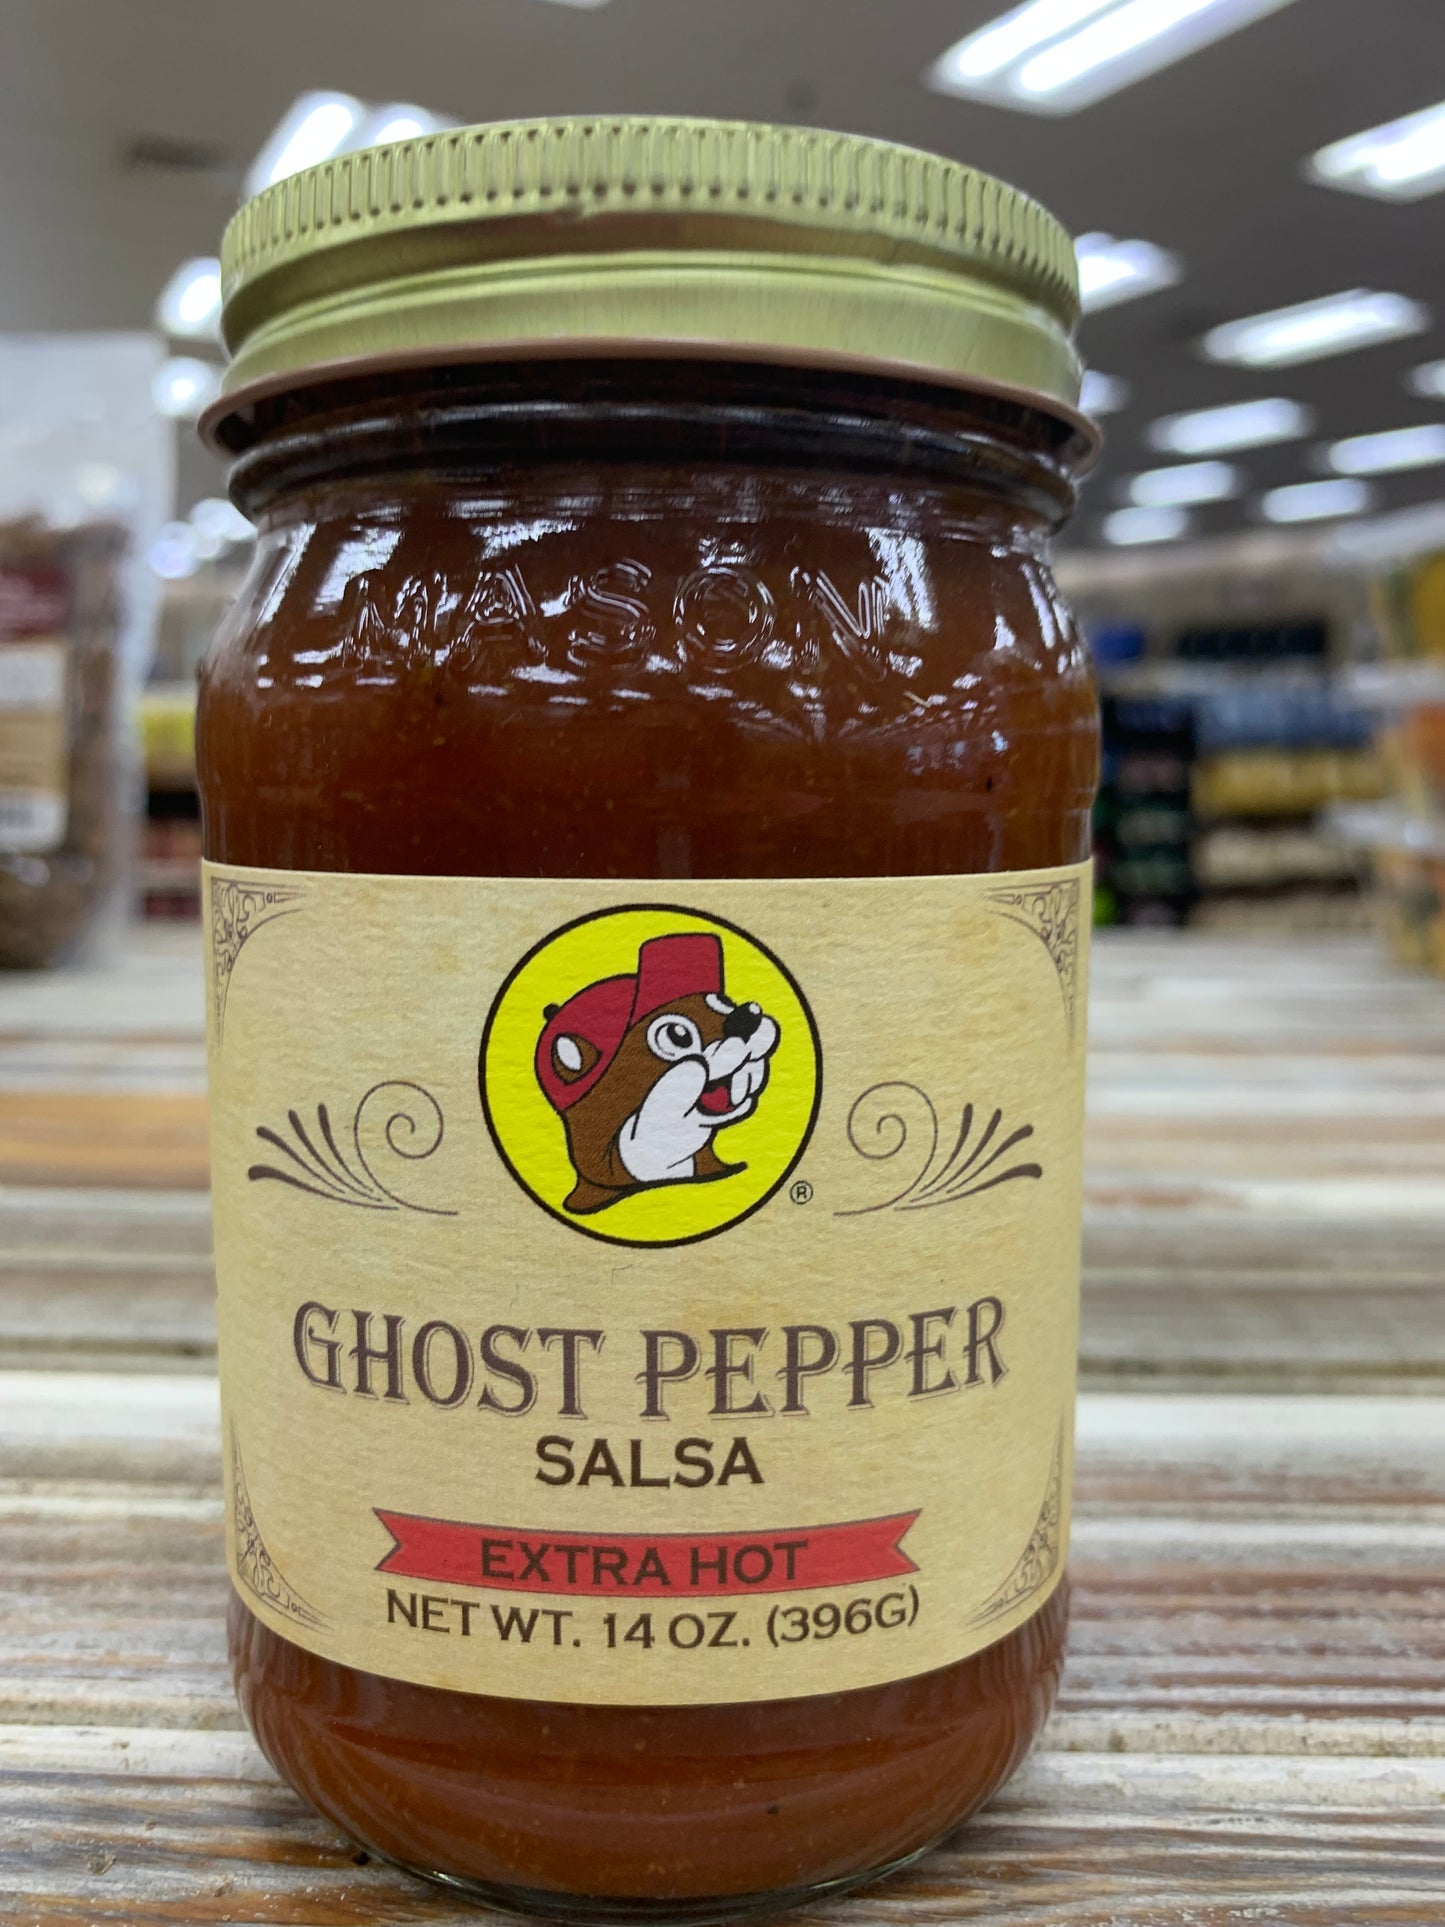 MASON
®
GHOST PEPPER
SALSA
EXTRA HOT
NET WT. 14 OZ. (396G)